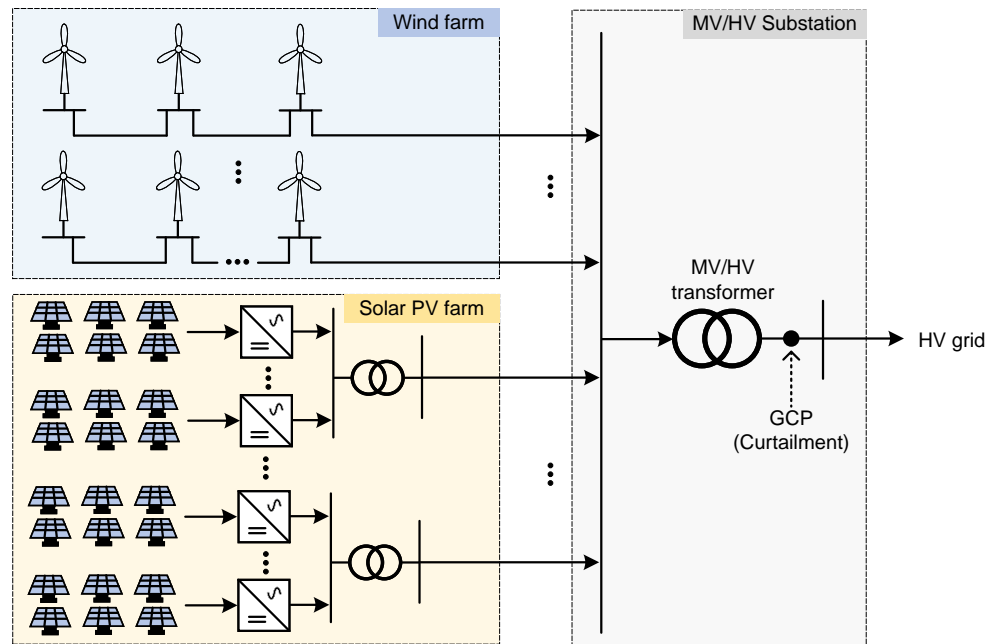 Wind farm
MV/HV Substation
MV/HV
transformer
Solar PV farm
HV grid
GCP
(Curtailment)